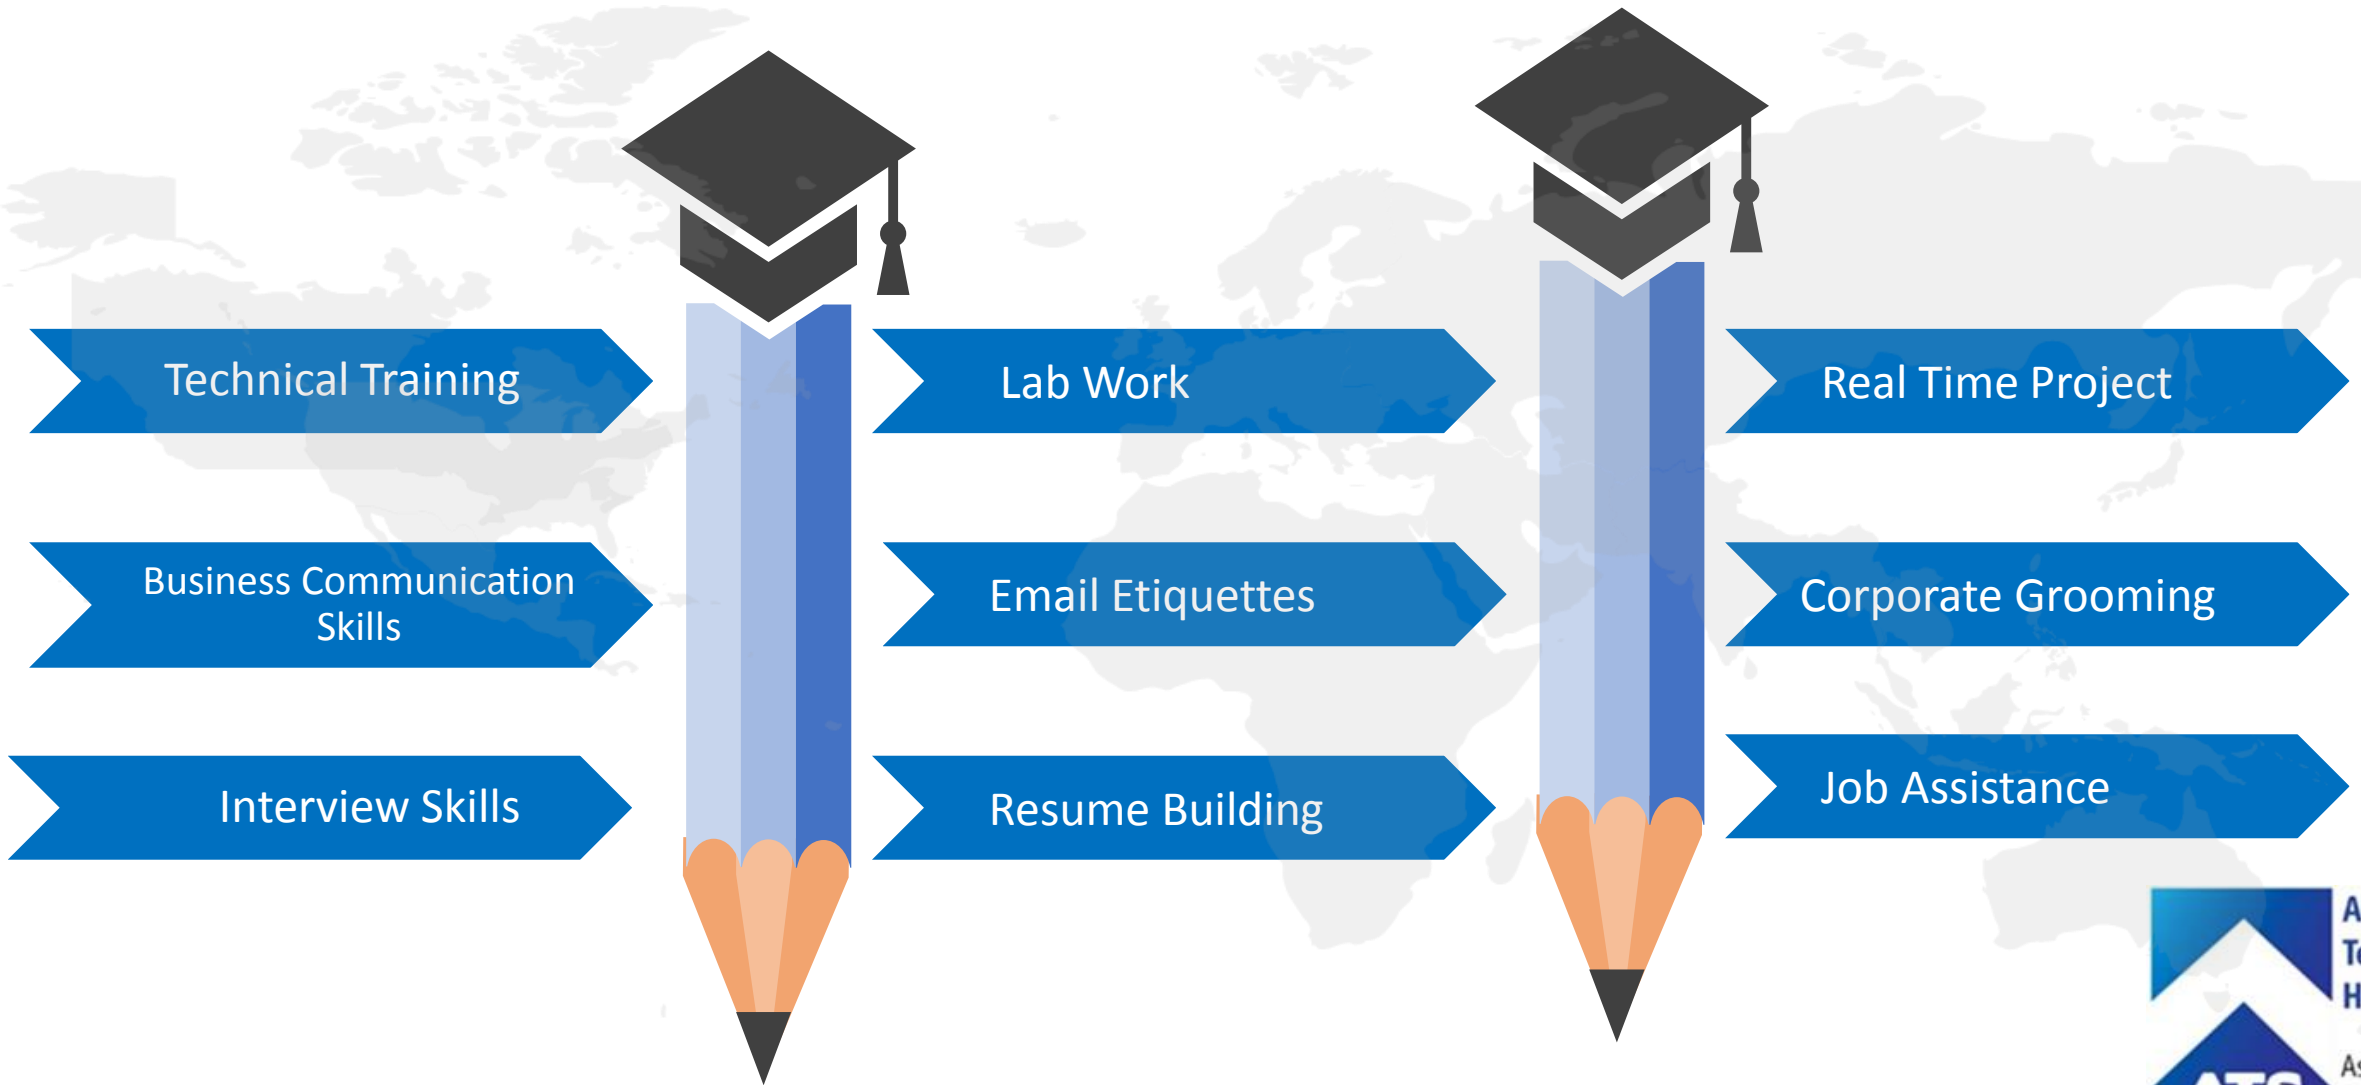 Technical Training
Lab Work
Real Time Project
Business Communication
Skills
Email Etiquettes
Corporate Grooming
Interview Skills
Resume Building
Job Assistance
ATS